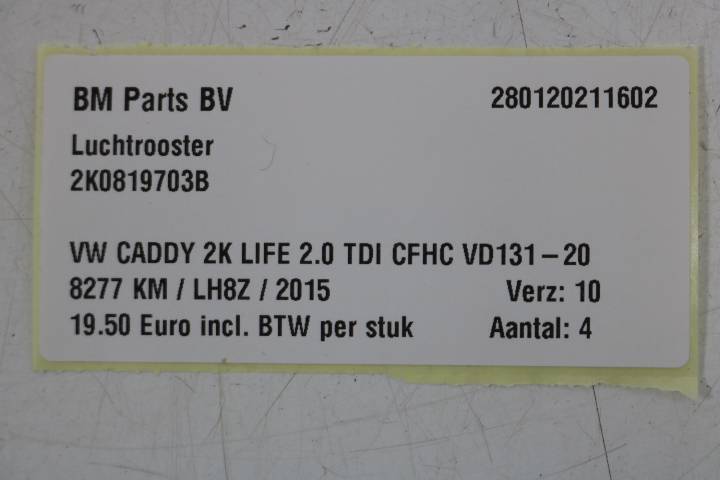 BM Parts BV 280120211602
Luchtrooster
2K0819703B
VW CADDY 2K LIFE 2.0 TDI CFHC VD131-20
8277 KM / LH8Z / 2015 Verz: 10
19.50 Euro incl. BTW per stuk Aantal: 4